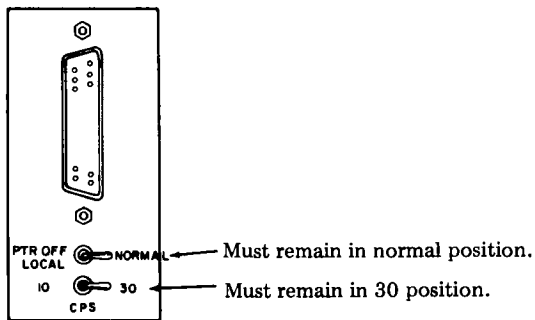 PTR OFF
LOCAL
NORMAL
Must remain in normal position.
10
30
Must remain in 30 position.
CPS